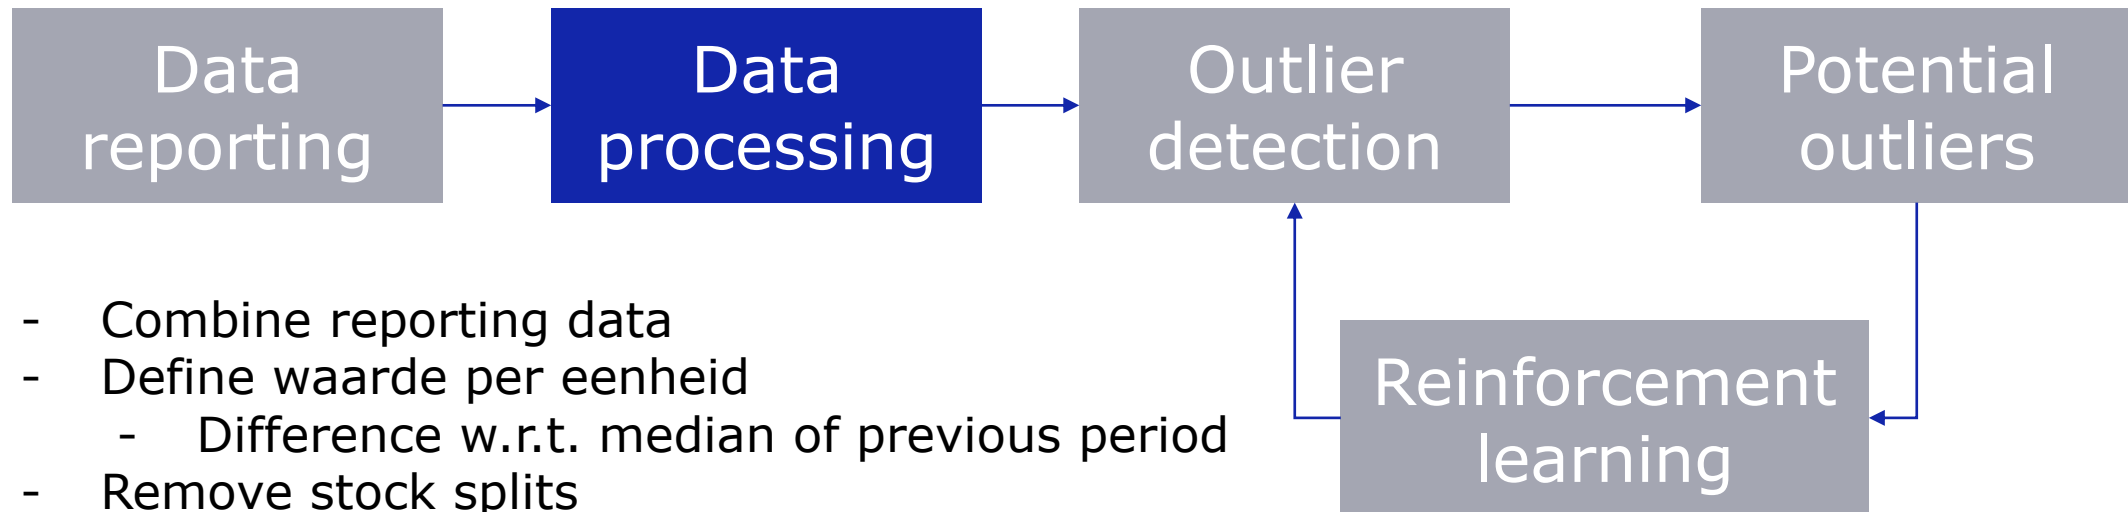 Data
reporting
Data
processing
Outlier
detection
Potential
outliers
- Combine reporting data
- Define waarde per eenheid
- Difference w.r.t. median of previous period
- Remove stock splits
Reinforcement
learning